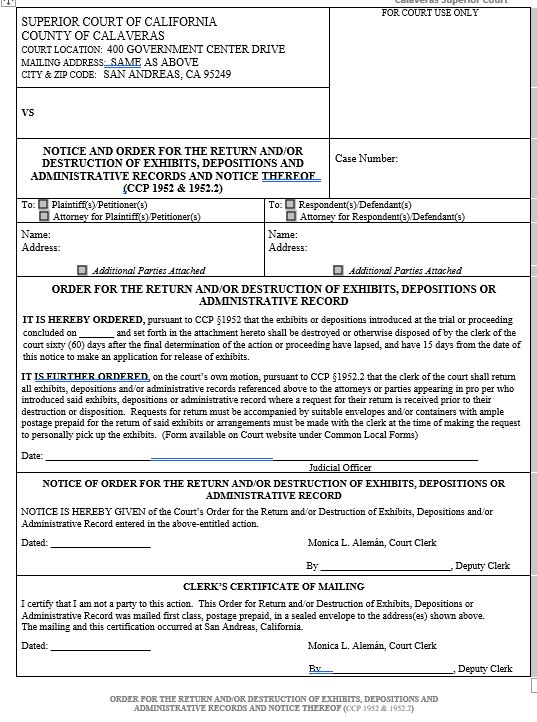 Calaveras Superior Court
SUPERIOR COURT OF CALIFORNIA
COUNTY OF CALAVERAS
COURT LOCATION: 400 GOVERNMENT CENTER DRIVE
MAILING ADDRESS: SAME AS ABOVE
CITY & ZIP CODE: SAN ANDREAS, CA 95249
FOR COURT USE ONLY
VS
NOTICE AND ORDER FOR THE RETURN AND/OR
DESTRUCTION OF EXHIBITS, DEPOSITIONS AND
ADMINISTRATIVE RECORDS AND NOTICE THEREOF
(CCP 1952 & 1952.2)
Case Number:
To: Plaintiff(s)/Petitioner(s)
Attorney for Plaintiff(s)/Petitioner(s)
To: Respondent(s)/Defendant(s)
Attorney for Respondent(s)/Defendant(s)
Name:
Address:
Additional Parties Attached
Name:
Address:
Additional Parties Attached
ORDER FOR THE RETURN AND/OR DESTRUCTION OF EXHIBITS, DEPOSITIONS OR
ADMINISTRATIVE RECORD
IT IS HEREBY ORDERED, pursuant to CCP §1952 that the exhibits or depositions introduced at the trial or proceeding
concluded on _______ and set forth in the attachment hereto shall be destroyed or otherwise disposed of by the clerk of the
court sixty (60) days after the final determination of the action or proceeding have lapsed, and have 15 days from the date of
this notice to make an application for release of exhibits.
IT IS FURTHER ORDERED, on the court's own motion, pursuant to CCP §1952.2 that the clerk of the court shall return
all exhibits, depositions and/or administrative records referenced above to the attorneys or parties appearing in pro per who
introduced said exhibits, depositions or administrative record where a request for their return is received prior to their
destruction or disposition. Requests for return must be accompanied by suitable envelopes and/or containers with ample
postage prepaid for the return of said exhibits or arrangements must be made with the clerk at the time of making the request
to personally pick up the exhibits. (Form available on Court website under Common Local Forms)
Date: ____________________
Judicial Officer
NOTICE OF ORDER FOR THE RETURN AND/OR DESTRUCTION OF EXHIBITS, DEPOSITIONS OR
ADMINISTRATIVE RECORD
NOTICE IS HEREBY GIVEN of the Court's Order for the Return and/or Destruction of Exhibits, Depositions and/or
Administrative Record entered in the above-entitled action.
Dated: ____________________ Monica L. Alemán, Court Clerk
By __________________________, Deputy Clerk
CLERK'S CERTIFICATE OF MAILING
I certify that I am not a party to this action. This Order for Return and/or Destruction of Exhibits, Depositions or
Administrative Record was mailed first class, postage prepaid, in a sealed envelope to the address(es) shown above.
The mailing and this certification occurred at San Andreas, California.
Dated: ____________________ Monica L. Alemán, Court Clerk
By__________________________, Deputy Clerk
ORDER FOR THE RETURN AND/OR DESTRUCTION OF EXHIBITS, DEPOSITIONS AND
ADMINISTRATIVE RECORDS AND NOTICE THEREOF (CCP 1952 & 1952.2)